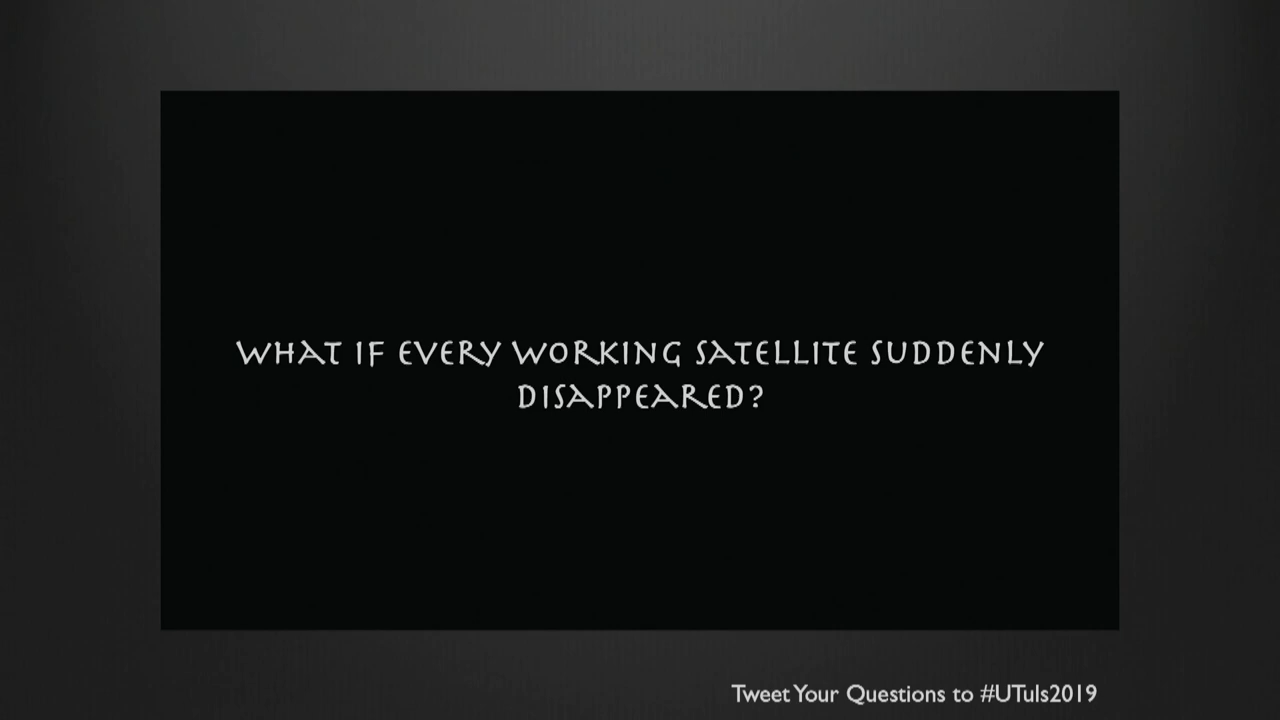 WHAT IF EVERY WORKING SATELLITE SUDDENLY
DISAPPEARED?
Tweet Your Questions to #UTuls2019